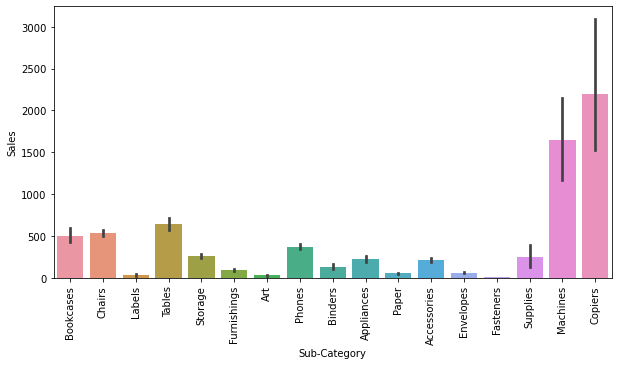 3000
2500
2000
1500
1000
500
0
Sales
Bookcases
Chairs
Labels
Tables
Storage
Furnishings
Art
Phones
Binders
Appliances
Paper
Accessories
Envelopes
Fasteners
Supplies
Machines
Copiers
Sub-Category